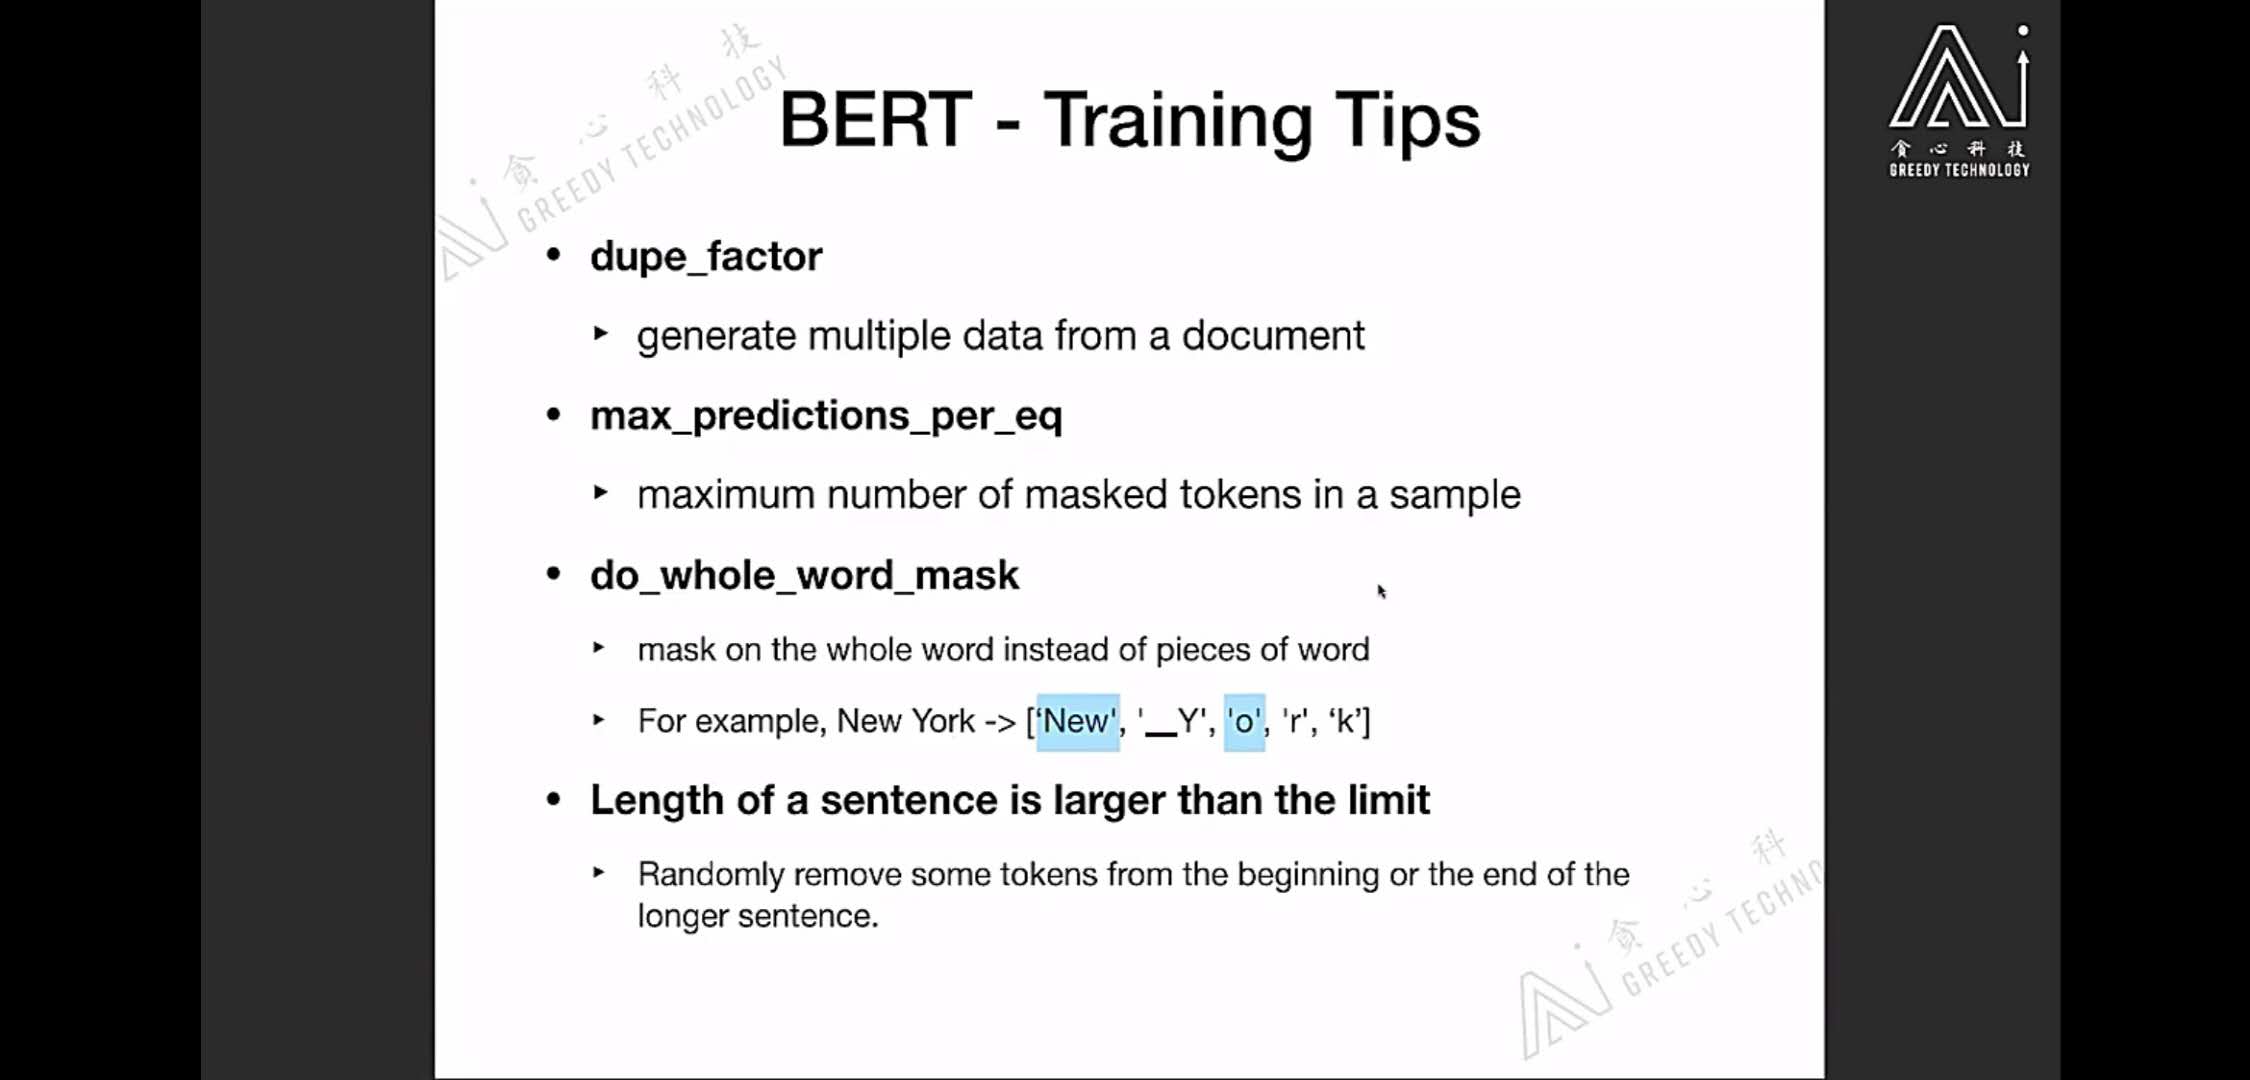 BERT - Training Tips
• dupe_factor
‣ generate multiple data from a document
• max_predictions_per_eq
‣ maximum number of masked tokens in a sample
• do_whole_word_mask
‣ mask on the whole word instead of pieces of word
‣ For example, New York -> [‘New', '__Y', 'o', 'r', ‘k’]
• Length of a sentence is larger than the limit
‣ Randomly remove some tokens from the beginning or the end of the
longer sentence.
贪心科技
GREEDY TECHNOLOGY
贪心科技
GREEDY TECHNOLOGY
贪心科
GREEDY TECHNO